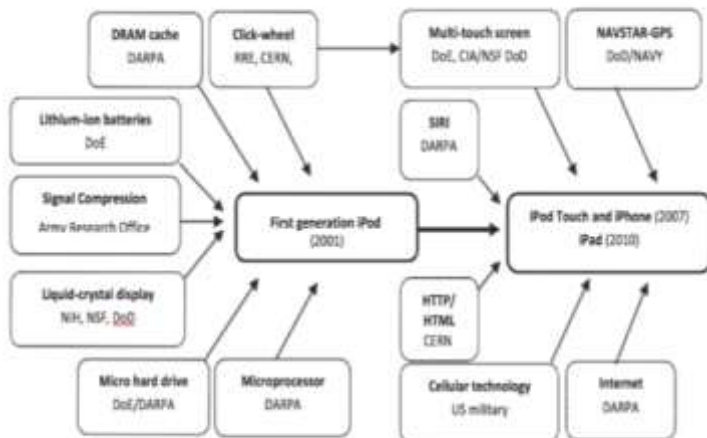 DRAM cache
DARPA
Click-wheel
RRE, CERN,
Multi-touch screen
DoE, CIA/NSF DoD
NAVSTAR-GPS
DoD/NAVY
Lithium-ion batteries
DoE
SIRI
DARPA
Signal Compression
Army Research Office
First generation iPod
(2001)
iPod Touch and iPhone (2007)
iPad (2010)
Liquid-crystal display
NIH, NSF, DoD
HTTP/
HTML
CERN
Micro hard drive
DoE/DARPA
Microprocessor
DARPA
Cellular technology
US military
Internet
DARPA